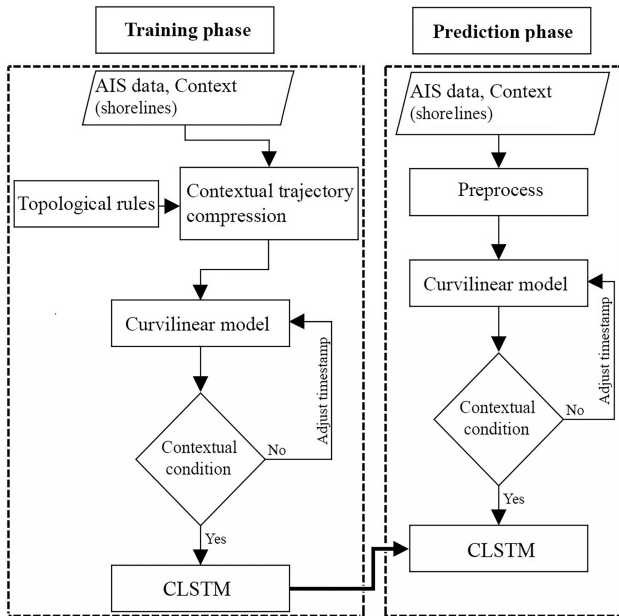 Training phase
AIS data, Context
(shorelines)
Topological rules
Contextual trajectory
compression
Curvilinear model
Adjust timestamp
Contextual
condition
No
Yes
CLSTM
Prediction phase
AIS data, Context
(shorelines)
Preprocess
Curvilinear model
Adjust timestamp
Contextual
condition
No
Yes
CLSTM